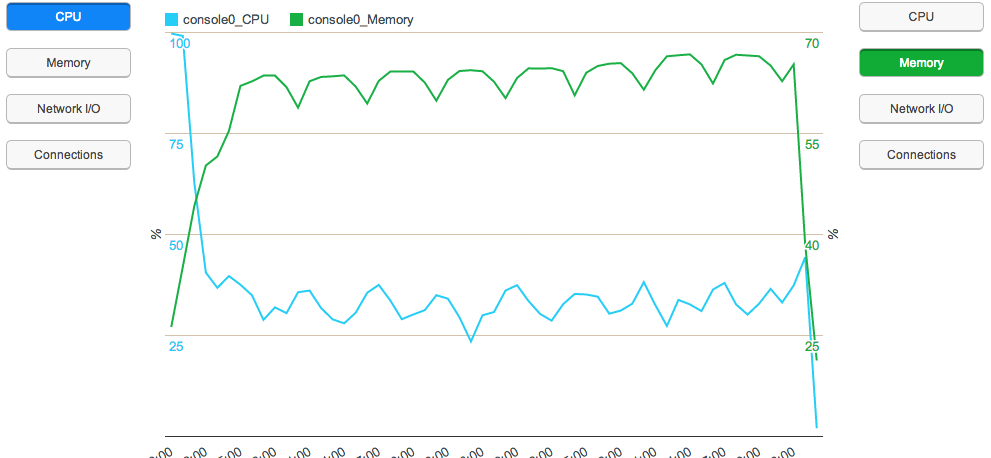 CPU
Memory
Network I/O
Connections
console0_CPU console0_Memory
100
75
50
25
%
70
55
40
25
%
CPU
Memory
Network I/O
Connections